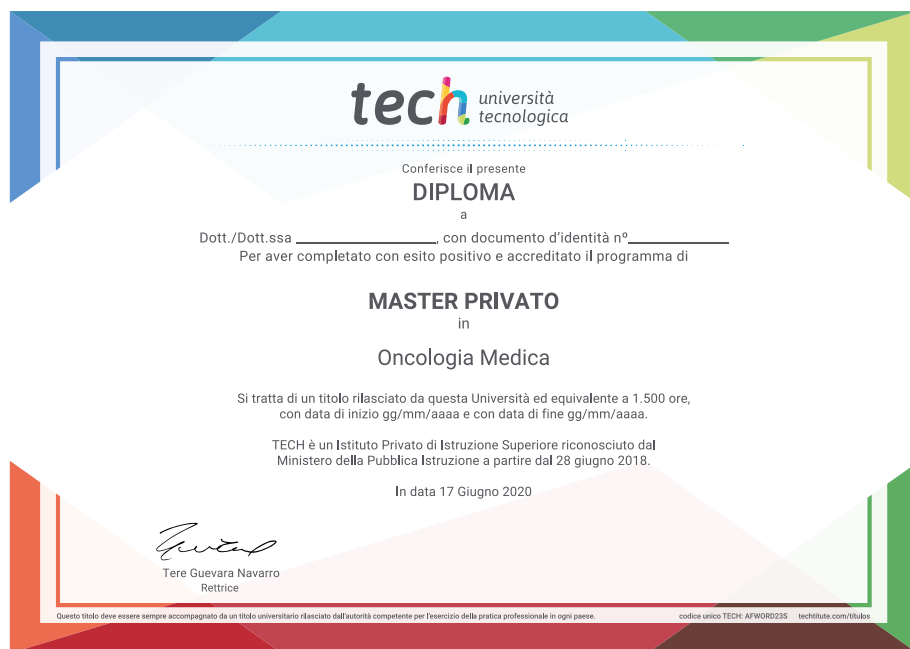 tech università
tecnologica
Conferisce il presente
DIPLOMA
a
Dott./Dott.ssa ________________, con documento d'identità nº____________
Per aver completato con esito positivo e accreditato il programma di
MASTER PRIVATO
in
Oncologia Medica
Si tratta di un titolo rilasciato da questa Università ed equivalente a 1.500 ore,
con data di inizio gg/mm/aaaa e con data di fine gg/mm/aaaa.
TECH è un Istituto Privato di Istruzione Superiore riconosciuto dal
Ministero della Pubblica Istruzione a partire dal 28 giugno 2018.
In data 17 Giugno 2020
Tere Guevara Navarro
Rettrice
Questo titolo deve essere sempre accompagnato da un titolo universitario rilasciato dall'autorità competente per l'esercizio della pratica professionale in ogni paese. codice unico TECH: AFWORD23S techtitute.com/titulos